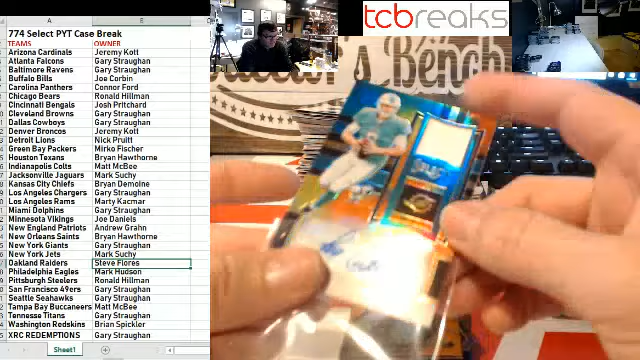 774 Select PYT Case Break
TEAMS OWNER
Arizona Cardinals Jeremy Kott
Atlanta Falcons Gary Straughan
Baltimore Ravens Gary Straughan
Buffalo Bills Joe Corbin
Carolina Panthers Connor Ford
Chicago Bears Ronald Hillman
Cincinnati Bengals Josh Pritchard
Cleveland Browns Gary Straughan
Dallas Cowboys Gary Straughan
Denver Broncos Jeremy Kott
Detroit Lions Nick Pruitt
Green Bay Packers Mirko Fischer
Houston Texans Bryan Hawthorne
Indianapolis Colts Matt McBee
Jacksonville Jaguars Mark Suchy
Kansas City Chiefs Bryan Demoine
Los Angeles Chargers Gary Straughan
Los Angeles Rams Marty Kacmar
Miami Dolphins Gary Straughan
Minnesota Vikings Joe Daniels
New England Patriots Andrew Grahn
New Orleans Saints Bryan Hawthorne
New York Giants Gary Straughan
New York Jets Mark Suchy
Oakland Raiders Steve Flores
Philadelphia Eagles Mark Hudson
Pittsburgh Steelers Ronald Hillman
San Francisco 49ers Gary Straughan
Seattle Seahawks Gary Straughan
Tampa Bay Buccaneers Matt McBee
Tennessee Titans Gary Straughan
Washington Redskins Brian Spickler
XRC REDEMPTIONS Gary Straughan
Sheet1
tcbreaks
Bench